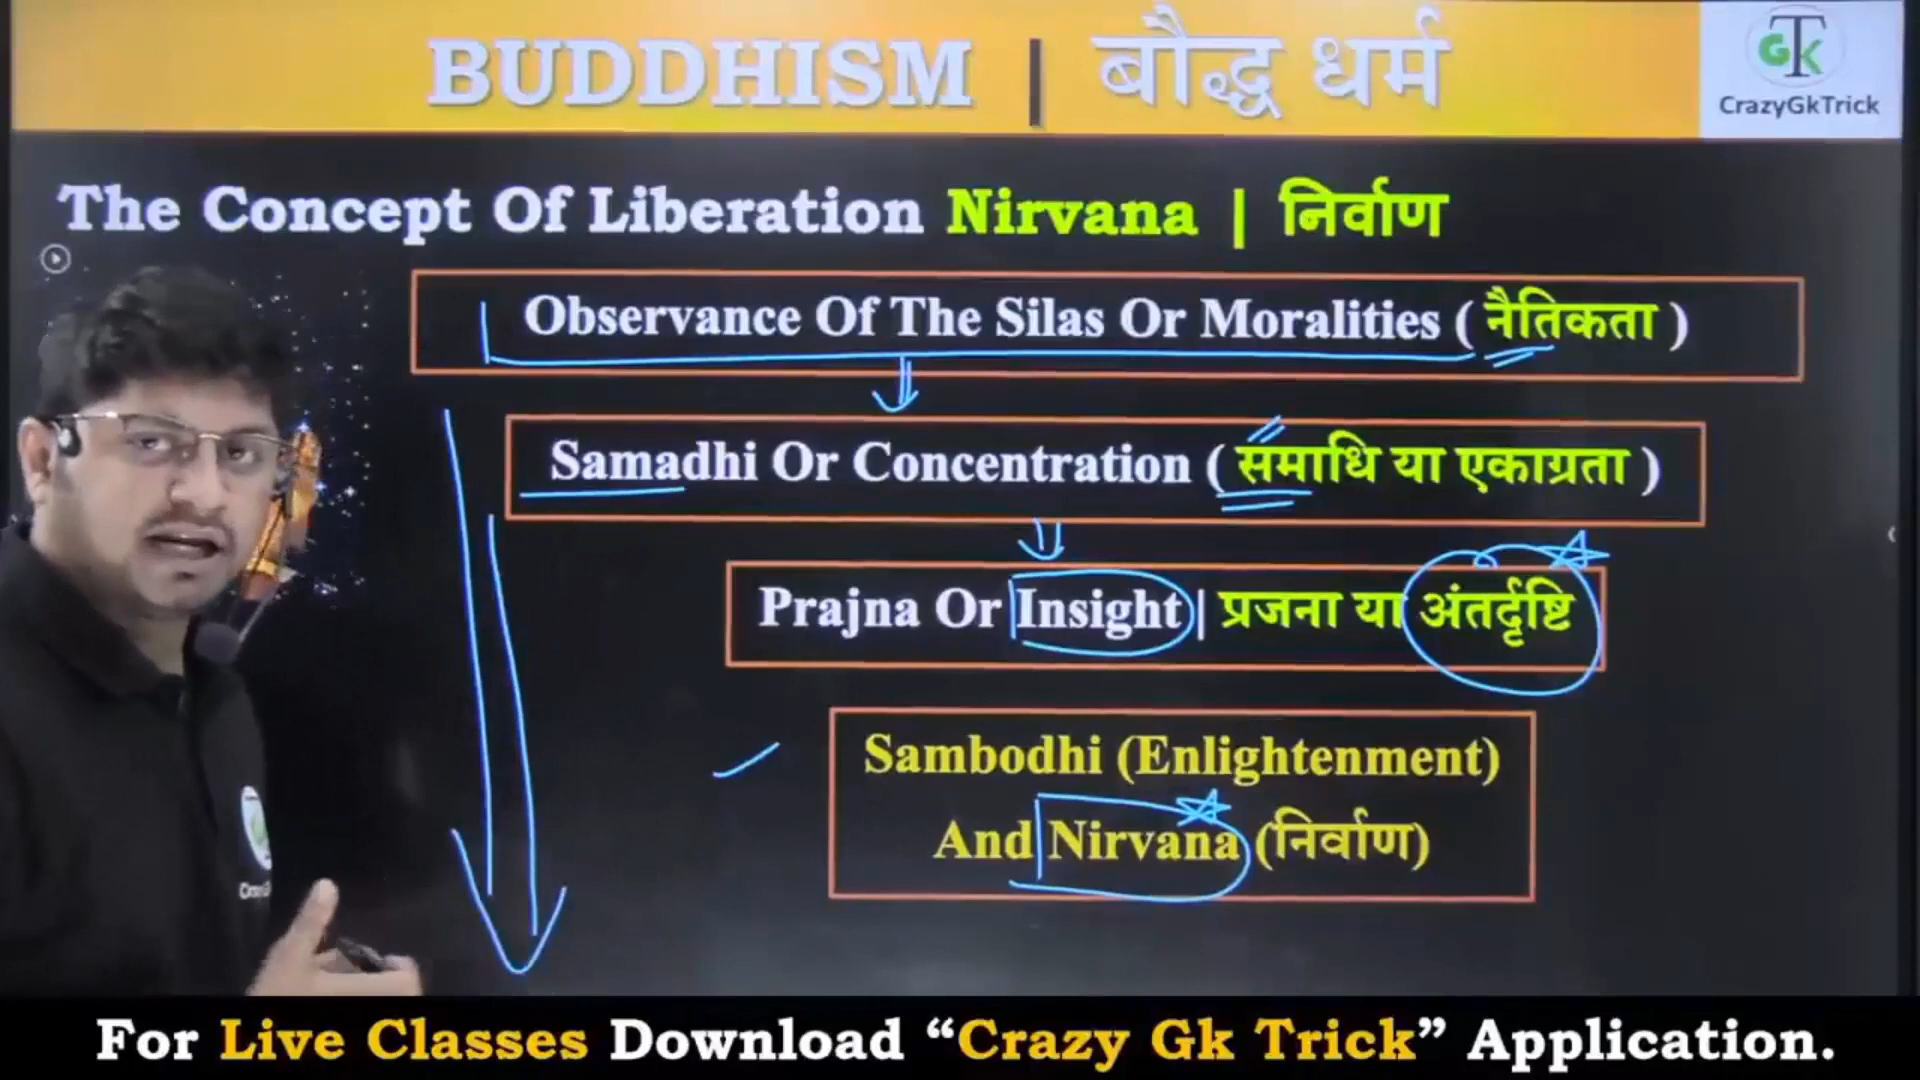 BUDDHISM | बौद्ध धर्म
GTK
CrazyGkTrick
The Concept Of Liberation Nirvana | निर्वाण
Observance Of The Silas Or Moralities ( नैतिकता )
Samadhi Or Concentration ( समाधि या एकाग्रता )
Prajna Or Insight | प्रजना या अंतर्दृष्टि
Sambodhi (Enlightenment)
And Nirvana (निर्वाण)
For Live Classes Download “Crazy Gk Trick” Application.